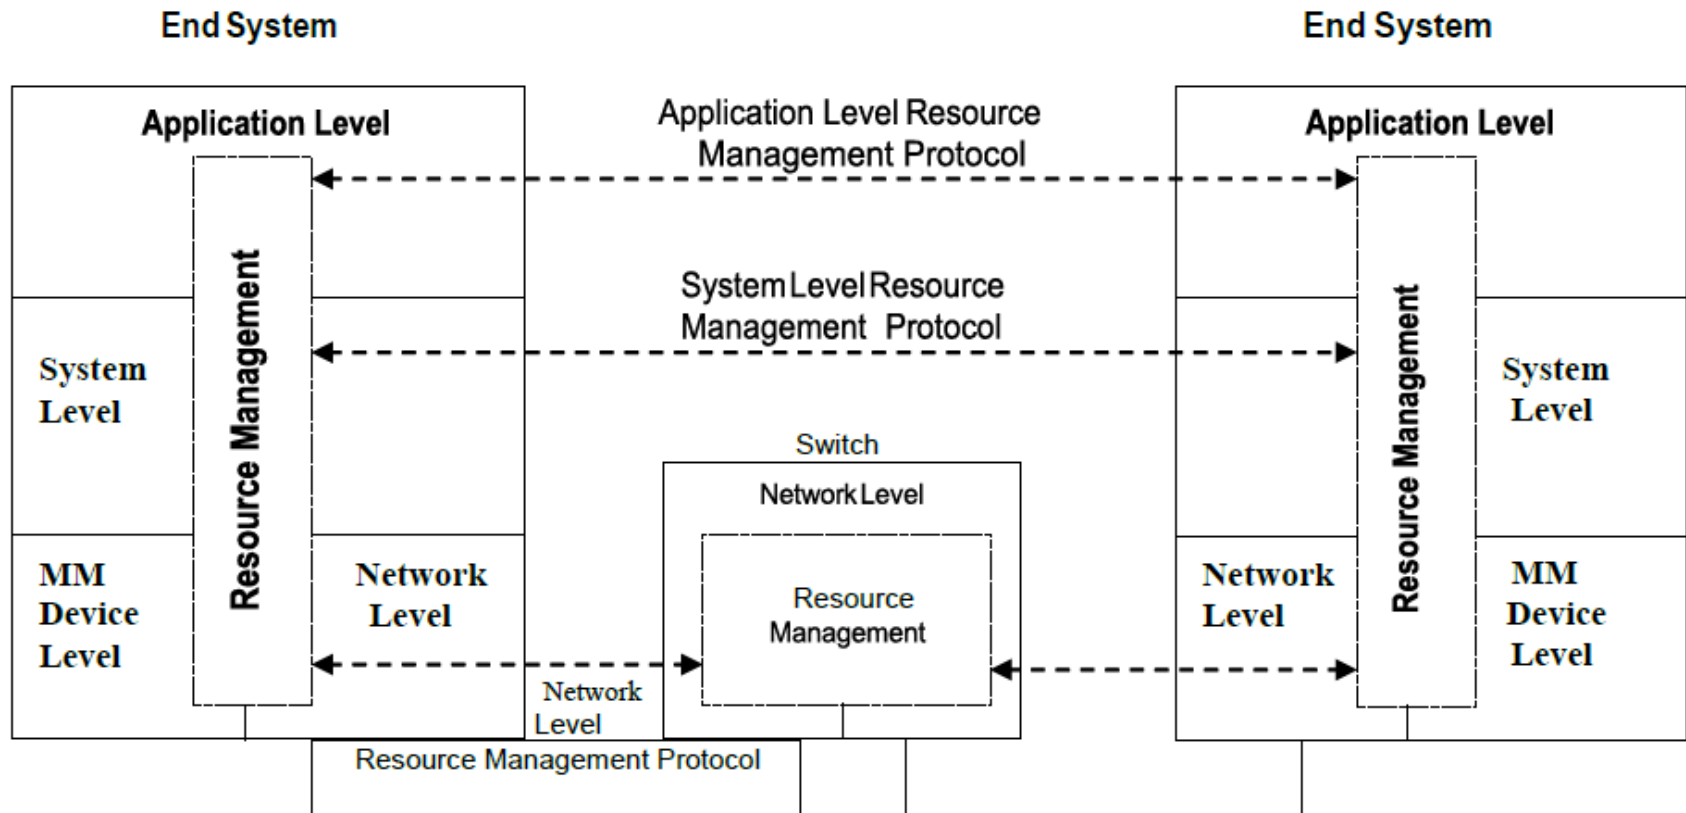 End System
End System
Application Level
Application Level Resource
Management Protocol
Application Level
Resource Management
System Level Resource
Management Protocol
Resource Management
System
Level
System
Level
Switch
Network Level
MM
Device
Level
Network
Level
Resource
Management
Network
Level
MM
Device
Level
Network
Level
Resource Management Protocol